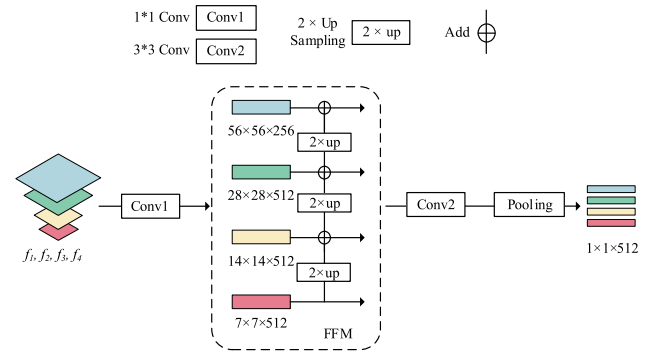 1*1 Conv
Conv1
3*3 Conv
Conv2
2 × Up
Sampling
2 × up
Add
56×56×256
2×up
28×28×512
2×up
14×14×512
2×up
7×7×512
FFM
f1, f2, f3, f4
Conv1
Conv2
Pooling
1×1×512